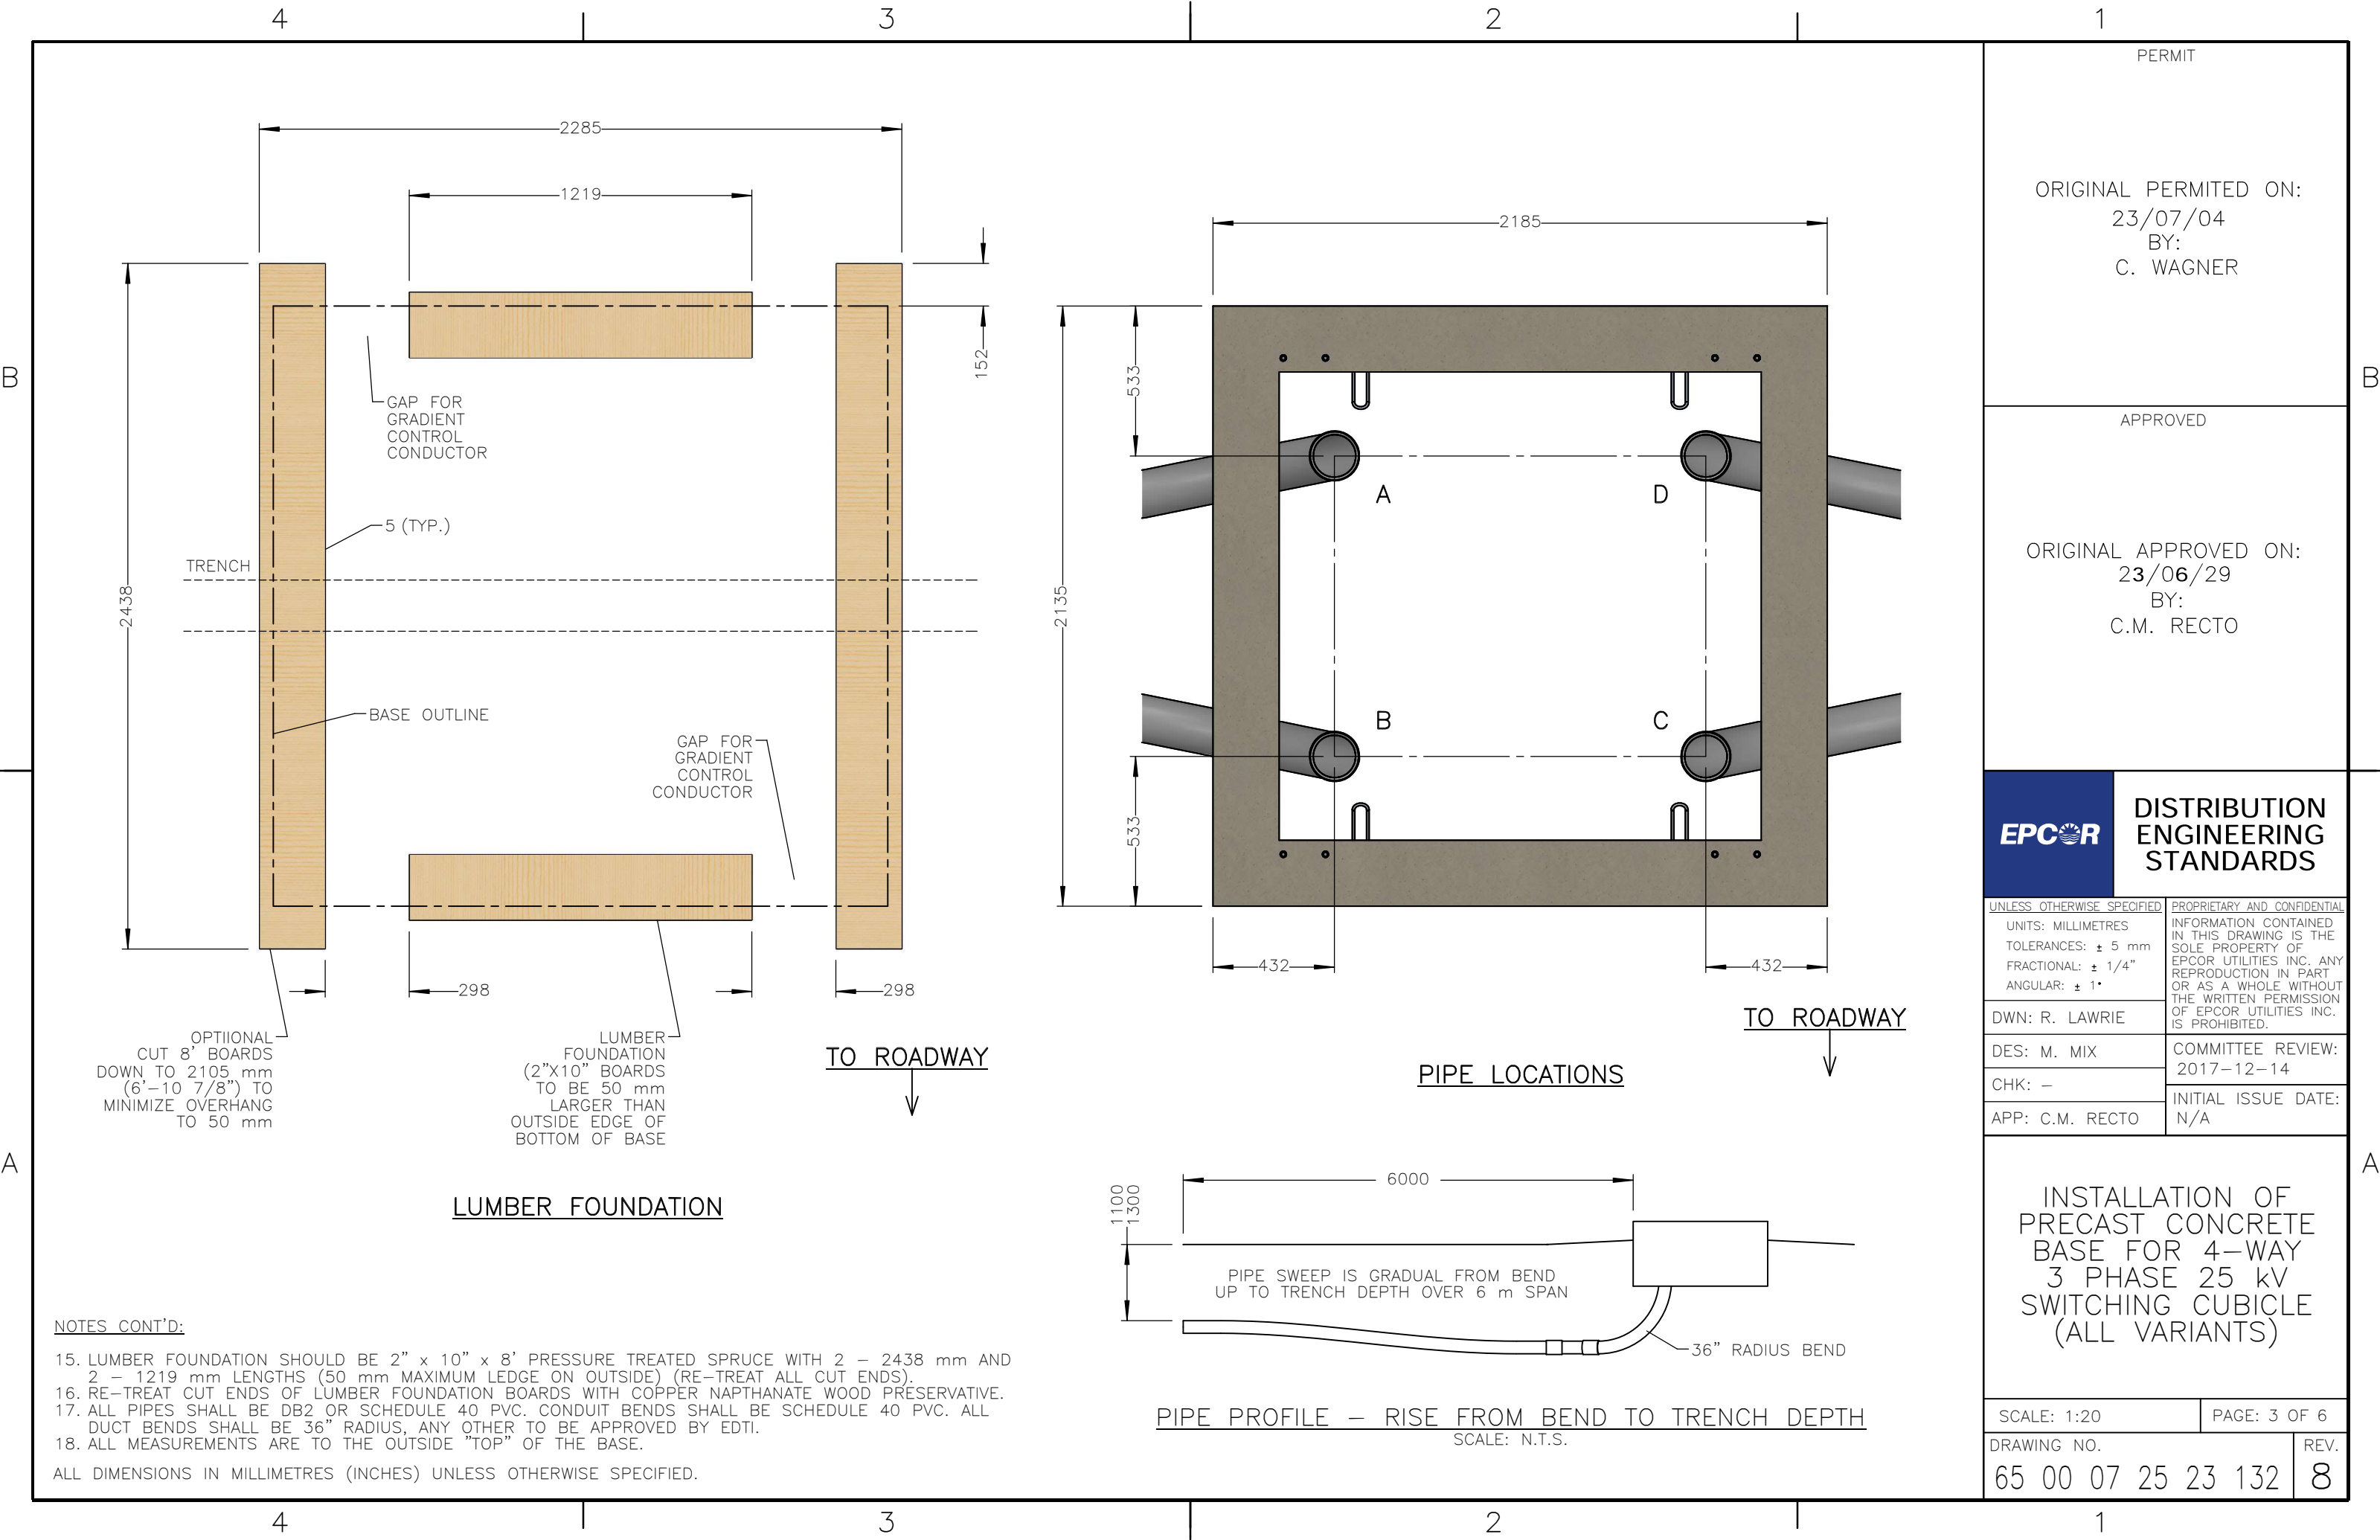 4
3
2
1
B
B
A
A
2285
1219
2438
152
GAP FOR
GRADIENT
CONTROL
CONDUCTOR
5 (TYP.)
TRENCH
BASE OUTLINE
GAP FOR
GRADIENT
CONTROL
CONDUCTOR
298
298
OPTIIONAL
CUT 8' BOARDS
DOWN TO 2105 mm
(6'-10 7/8") TO
MINIMIZE OVERHANG
TO 50 mm
LUMBER
FOUNDATION
(2"X10" BOARDS
TO BE 50 mm
LARGER THAN
OUTSIDE EDGE OF
BOTTOM OF BASE
TO ROADWAY
LUMBER FOUNDATION
2185
533
2135
533
A
D
B
C
432
432
TO ROADWAY
PIPE LOCATIONS
6000
1100
1300
PIPE SWEEP IS GRADUAL FROM BEND
UP TO TRENCH DEPTH OVER 6 m SPAN
36" RADIUS BEND
PIPE PROFILE - RISE FROM BEND TO TRENCH DEPTH
SCALE: N.T.S.
NOTES CONT'D:
15. LUMBER FOUNDATION SHOULD BE 2" x 10" x 8' PRESSURE TREATED SPRUCE WITH 2 - 2438 mm AND
2 - 1219 mm LENGTHS (50 mm MAXIMUM LEDGE ON OUTSIDE) (RE-TREAT ALL CUT ENDS).
16. RE-TREAT CUT ENDS OF LUMBER FOUNDATION BOARDS WITH COPPER NAPTHANATE WOOD PRESERVATIVE.
17. ALL PIPES SHALL BE DB2 OR SCHEDULE 40 PVC. CONDUIT BENDS SHALL BE SCHEDULE 40 PVC. ALL
DUCT BENDS SHALL BE 36" RADIUS, ANY OTHER TO BE APPROVED BY EDTI.
18. ALL MEASUREMENTS ARE TO THE OUTSIDE "TOP" OF THE BASE.
ALL DIMENSIONS IN MILLIMETRES (INCHES) UNLESS OTHERWISE SPECIFIED.
PERMIT
ORIGINAL PERMITED ON:
23/07/04
BY:
C. WAGNER
APPROVED
ORIGINAL APPROVED ON:
23/06/29
BY:
C.M. RECTO
EPCOR
DISTRIBUTION
ENGINEERING
STANDARDS
UNLESS OTHERWISE SPECIFIED
UNITS: MILLIMETRES
TOLERANCES: ± 5 mm
FRACTIONAL: ± 1/4"
ANGULAR: ± 1°
PROPRIETARY AND CONFIDENTIAL
INFORMATION CONTAINED
IN THIS DRAWING IS THE
SOLE PROPERTY OF
EPCOR UTILITIES INC. ANY
REPRODUCTION IN PART
OR AS A WHOLE WITHOUT
THE WRITTEN PERMISSION
OF EPCOR UTILITIES INC.
IS PROHIBITED.
DWN: R. LAWRIE
DES: M. MIX
CHK: -
APP: C.M. RECTO
COMMITTEE REVIEW:
2017-12-14
INITIAL ISSUE DATE:
N/A
INSTALLATION OF
PRECAST CONCRETE
BASE FOR 4-WAY
3 PHASE 25 kV
SWITCHING CUBICLE
(ALL VARIANTS)
SCALE: 1:20
PAGE: 3 OF 6
DRAWING NO.
65 00 07 25 23 132
REV.
8
4
3
2
1